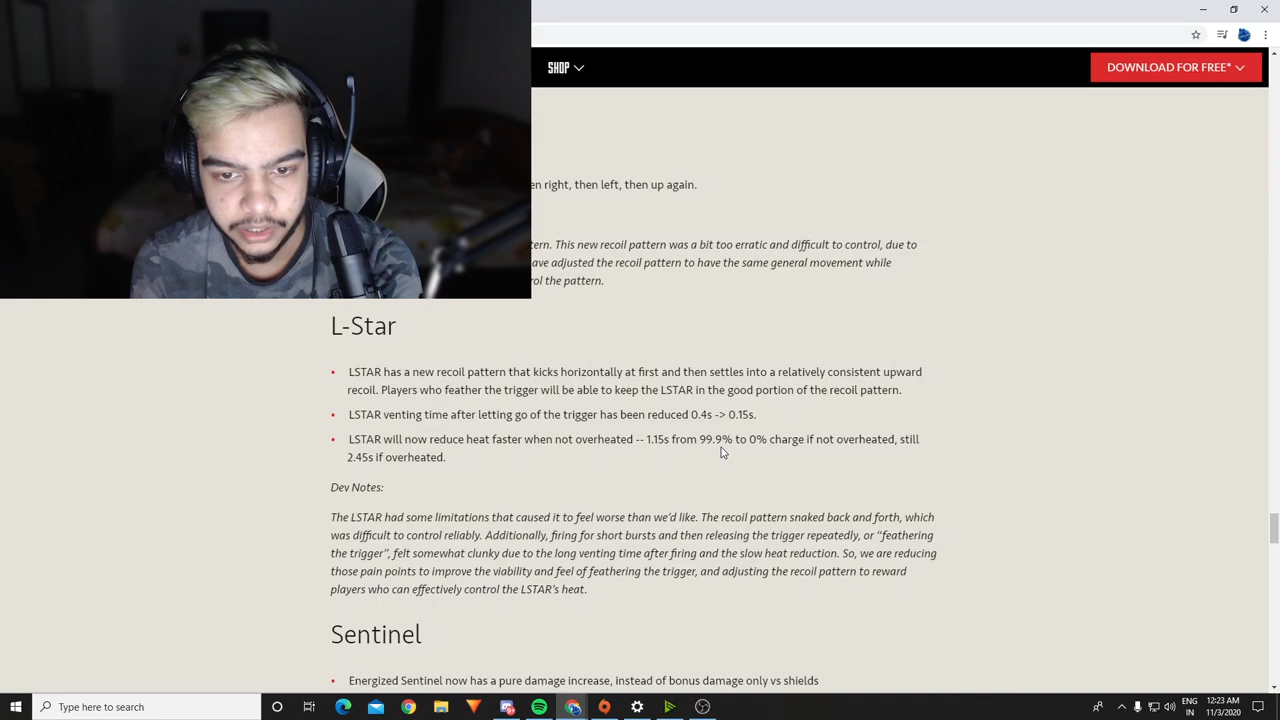 SHOP
DOWNLOAD FOR FREE*
en right, then left, then up again.
tern. This new recoil pattern was a bit too erratic and difficult to control, due to
ave adjusted the recoil pattern to have the same general movement while
rol the pattern.
L-Star
LSTAR has a new recoil pattern that kicks horizontally at first and then settles into a relatively consistent upward
recoil. Players who feather the trigger will be able to keep the LSTAR in the good portion of the recoil pattern.
LSTAR venting time after letting go of the trigger has been reduced 0.4s -> 0.15s.
LSTAR will now reduce heat faster when not overheated -- 1.15s from 99.9% to 0% charge if not overheated, still
2.45s if overheated.
Dev Notes:
The LSTAR had some limitations that caused it to feel worse than we'd like. The recoil pattern snaked back and forth, which
was difficult to control reliably. Additionally, firing for short bursts and then releasing the trigger repeatedly, or "feathering
the trigger", felt somewhat clunky due to the long venting time after firing and the slow heat reduction. So, we are reducing
those pain points to improve the viability and feel of feathering the trigger, and adjusting the recoil pattern to reward
players who can effectively control the LSTAR's heat.
Sentinel
Energized Sentinel now has a pure damage increase, instead of bonus damage only vs shields
Type here to search
ENG
IN
12:23 AM
11/3/2020